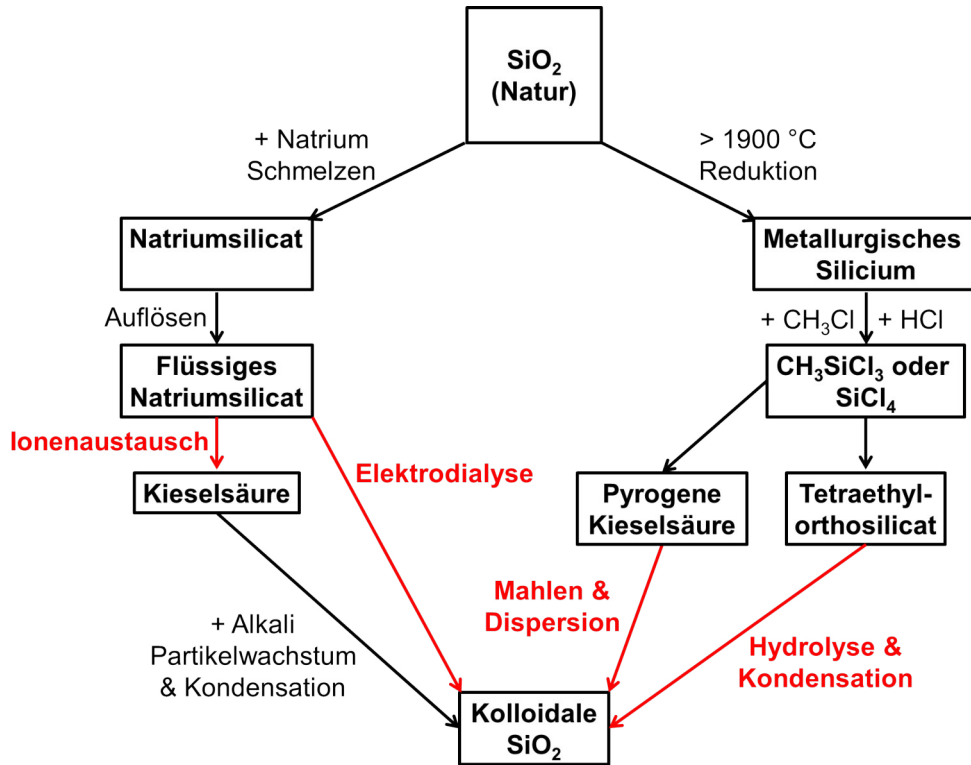 SiO₂
(Natur)
+ Natrium
Schmelzen
> 1900 °C
Reduktion
Natriumsilicat
Metallurgisches
Silicium
Auflösen
+ CH₃Cl
+ HCl
Flüssiges
Natriumsilicat
CH₃SiCl₃ oder
SiCl₄
Ionenaustausch
Elektrodialyse
Kieselsäure
Pyrogene
Kieselsäure
Tetraethyl-
orthosilicat
+ Alkali
Partikelwachstum
& Kondensation
Mahlen &
Dispersion
Hydrolyse &
Kondensation
Kolloidale
SiO₂